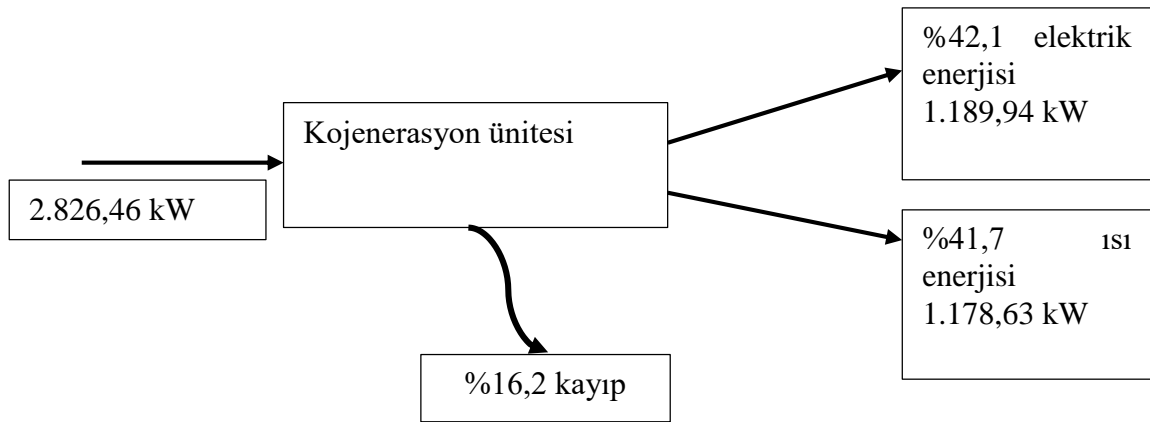 2.826,46 kW
Kojenerasyon ünitesi
%42,1 elektrik
enerjisi
1.189,94 kW
%41,7 ısı
enerjisi
1.178,63 kW
%16,2 kayıp